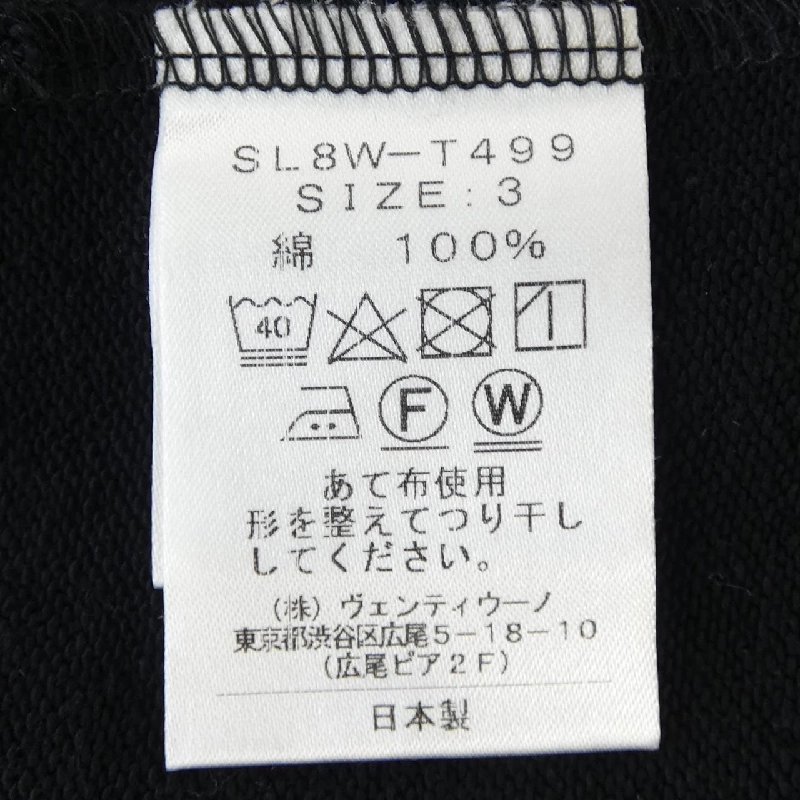 SL8W-T499
SIZE:3
綿 100%
40
F W
あて布使用
形を整えてつり干し
してください。
(株)ヴェンティウーノ
東京都渋谷区広尾5-18-10
(広尾ピア2F)
日本製